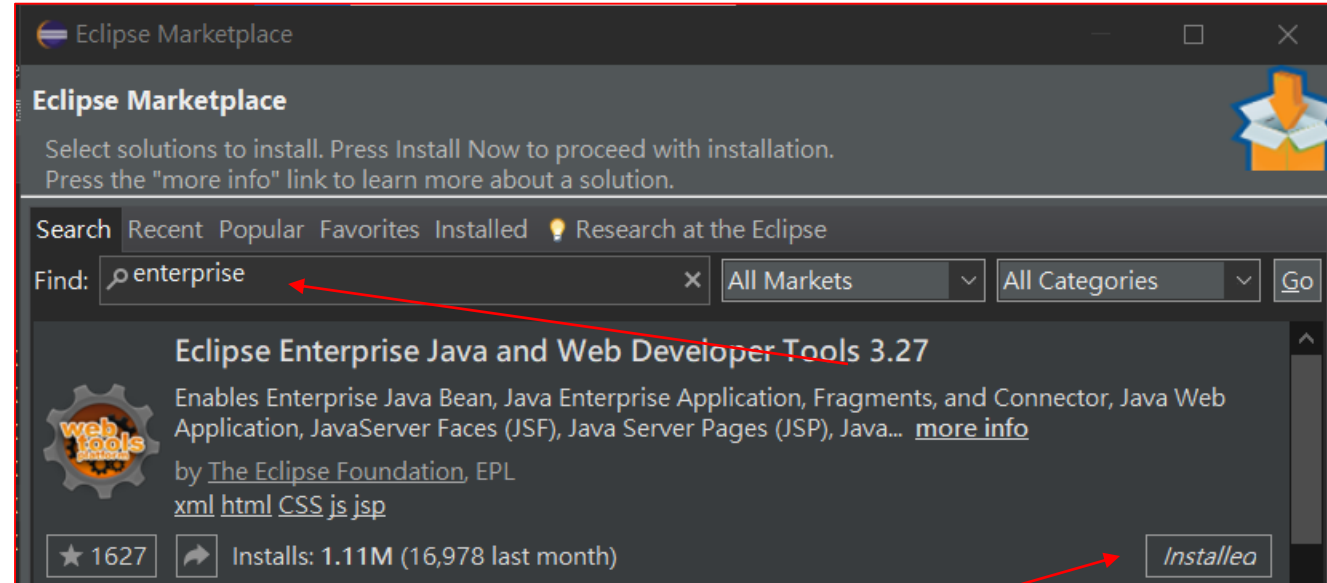 Eclipse Marketplace
Eclipse Marketplace
Select solutions to install. Press Install Now to proceed with installation.
Press the "more info" link to learn more about a solution.
Search Recent Popular Favorites Installed Research at the Eclipse
Find: enterprise All Markets All Categories Go
Eclipse Enterprise Java and Web Developer Tools 3.27
Enables Enterprise Java Bean, Java Enterprise Application, Fragments, and Connector, Java Web
Application, JavaServer Faces (JSF), Java Server Pages (JSP), Java... more info
web
tools
by The Eclipse Foundation, EPL
xml html CSS js jsp
★ 1627 Installs: 1.11M (16,978 last month) Installed